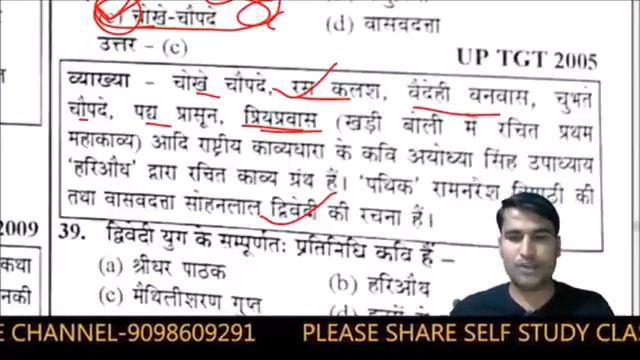 (c) चोखे-चौपदे
(d) वासवदत्ता
उत्तर - (c)
UP TGT 2005
व्याख्या - चोखे चौपदे, रस कलश, वैदेही वनवास, चुभते
चौपदे, पद्य प्रासून, प्रियप्रवास (खड़ी बोली में रचित प्रथम
महाकाव्य) आदि राष्ट्रीय काव्यधारा के कवि अयोध्या सिंह उपाध्याय
'हरिऔध' द्वारा रचित काव्य ग्रंथ हैं। 'पथिक' रामनरेश त्रिपाठी की
तथा वासवदत्ता सोहनलाल द्विवेदी की रचना हैं।
2009
39. द्विवेदी युग के सम्पूर्णतः प्रतिनिधि कवि हैं -
कथा
(a) श्रीधर पाठक
(b) हरिऔध
नकी
(c) मैथिलीशरण गुप्त
(d)
E CHANNEL-9098609291 PLEASE SHARE SELF STUDY CLA